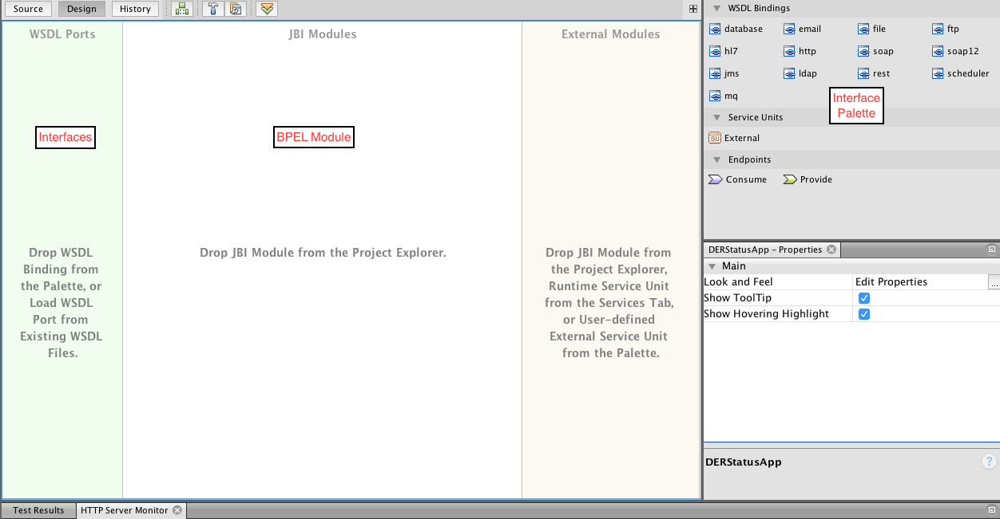 Source Design History
WSDL Ports
JBI Modules
External Modules
Interfaces
BPEL Module
Drop WSDL
Binding from
the Palette, or
Load WSDL
Port from
Existing WSDL
Files.
Drop JBI Module from the Project Explorer.
Drop JBI Module from
the Project Explorer,
Runtime Service Unit
from the Services Tab,
or User-defined
External Service Unit
from the Palette.
WSDL Bindings
database email file ftp
hl7 http soap soap12
jms ldap rest scheduler
mq
Interface
Palette
Service Units
SU External
Endpoints
Consume Provide
DERStatusApp - Properties
Main
Look and Feel Edit Properties ...
Show ToolTip
Show Hovering Highlight
DERStatusApp ?
Test Results HTTP Server Monitor